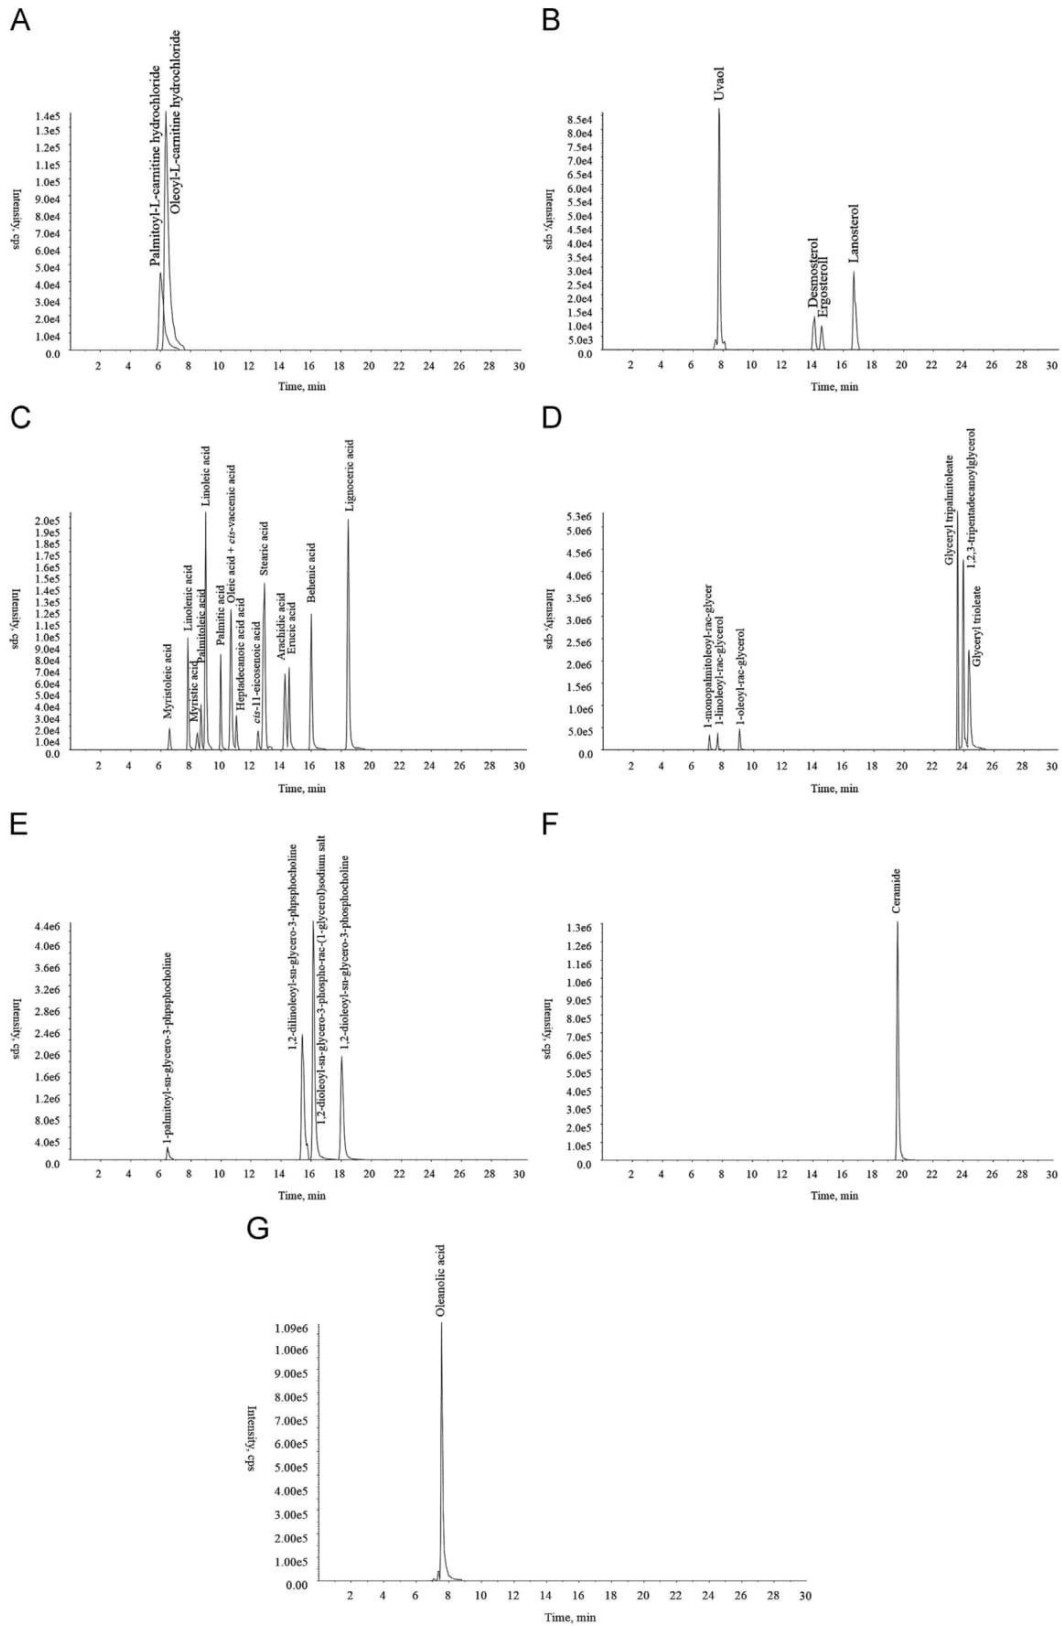 A
Palmitoyl-L-carnitine hydrochloride
Oleoyl-L-carnitine hydrochloride
1.4e5
1.3e5
1.1e5
1.0e5
9.0e4
8.0e4
7.0e4
6.0e4
5.0e4
4.0e4
3.0e4
2.0e4
1.0e4
0.0
Intensity, cps
2 4 6 8 10 12 14 16 18 20 22 24 26 28 30
Time, min
B
Uvaol
Desmosterol
Ergosteroll
Lanosterol
8.5e4
8.0e4
7.0e4
6.0e4
5.0e4
4.0e4
3.0e4
2.0e4
1.5e4
1.0e4
5.0e3
0.0
Intensity, cps
2 4 6 8 10 12 14 16 18 20 22 24 26 28 30
Time, min
C
Myristoleic acid
Linolenic acid
Myristic acid
Palmitoleic acid
Linoleic acid
Palmitic acid
Oleic acid + cis-vaccenic acid
Heptadecanoic acid acid
cis-11-eicosenoic acid
Stearic acid
Arachidic acid
Erucic acid
Behenic acid
Lignoceric acid
2.0e5
1.9e5
1.8e5
1.7e5
1.6e5
1.5e5
1.4e5
1.3e5
1.2e5
1.1e5
1.0e5
9.0e4
8.0e4
7.0e4
6.0e4
5.0e4
4.0e4
3.0e4
2.0e4
1.0e4
0.0
Intensity, cps
2 4 6 8 10 12 14 16 18 20 22 24 26 28 30
Time, min
D
1-monopalmitoleoyl-rac-glycer
1-linoleoyl-rac-glycerol
1-oleoyl-rac-glycerol
Glyceryl tripalmitoleate
1,2,3-tripentadecanoylglycerol
Glyceryl trioleate
5.3e6
4.5e6
4.0e6
3.5e6
3.0e6
2.6e6
2.0e6
1.5e6
1.0e6
5.0e5
0.0
Intensity, cps
2 4 6 8 10 12 14 16 18 20 22 24 26 28 30
Time, min
E
1-palmitoyl-sn-glycero-3-phpsphocholine
1,2-dilinoleoyl-sn-glycero-3-phpsphocholine
1,2-dioleoyl-sn-glycero-3-phospho-rac-(1-glycerol)sodium salt
1,2-dioleoyl-sn-glycero-3-phosphocholine
4.4e6
4.0e6
3.6e6
3.2e6
2.8e6
2.4e6
2.0e6
1.6e6
1.2e6
8.0e5
4.0e5
0.0
Intensity, cps
2 4 6 8 10 12 14 16 18 20 22 24 26 28 30
Time, min
F
Ceramide
1.3e6
1.2e6
1.1e6
1.0e6
9.0e5
8.0e5
7.0e5
6.0e5
5.0e5
4.0e5
3.0e5
2.0e5
1.0e5
0.0
Intensity, cps
2 4 6 8 10 12 14 16 18 20 22 24 26 28 30
Time, min
G
Oleanolic acid
1.09e6
1.00e6
9.00e5
8.00e5
7.00e5
6.00e5
5.00e5
4.00e5
3.00e5
2.00e5
1.00e5
0.00
Intensity, cps
2 4 6 8 10 12 14 16 18 20 22 24 26 28 30
Time, min